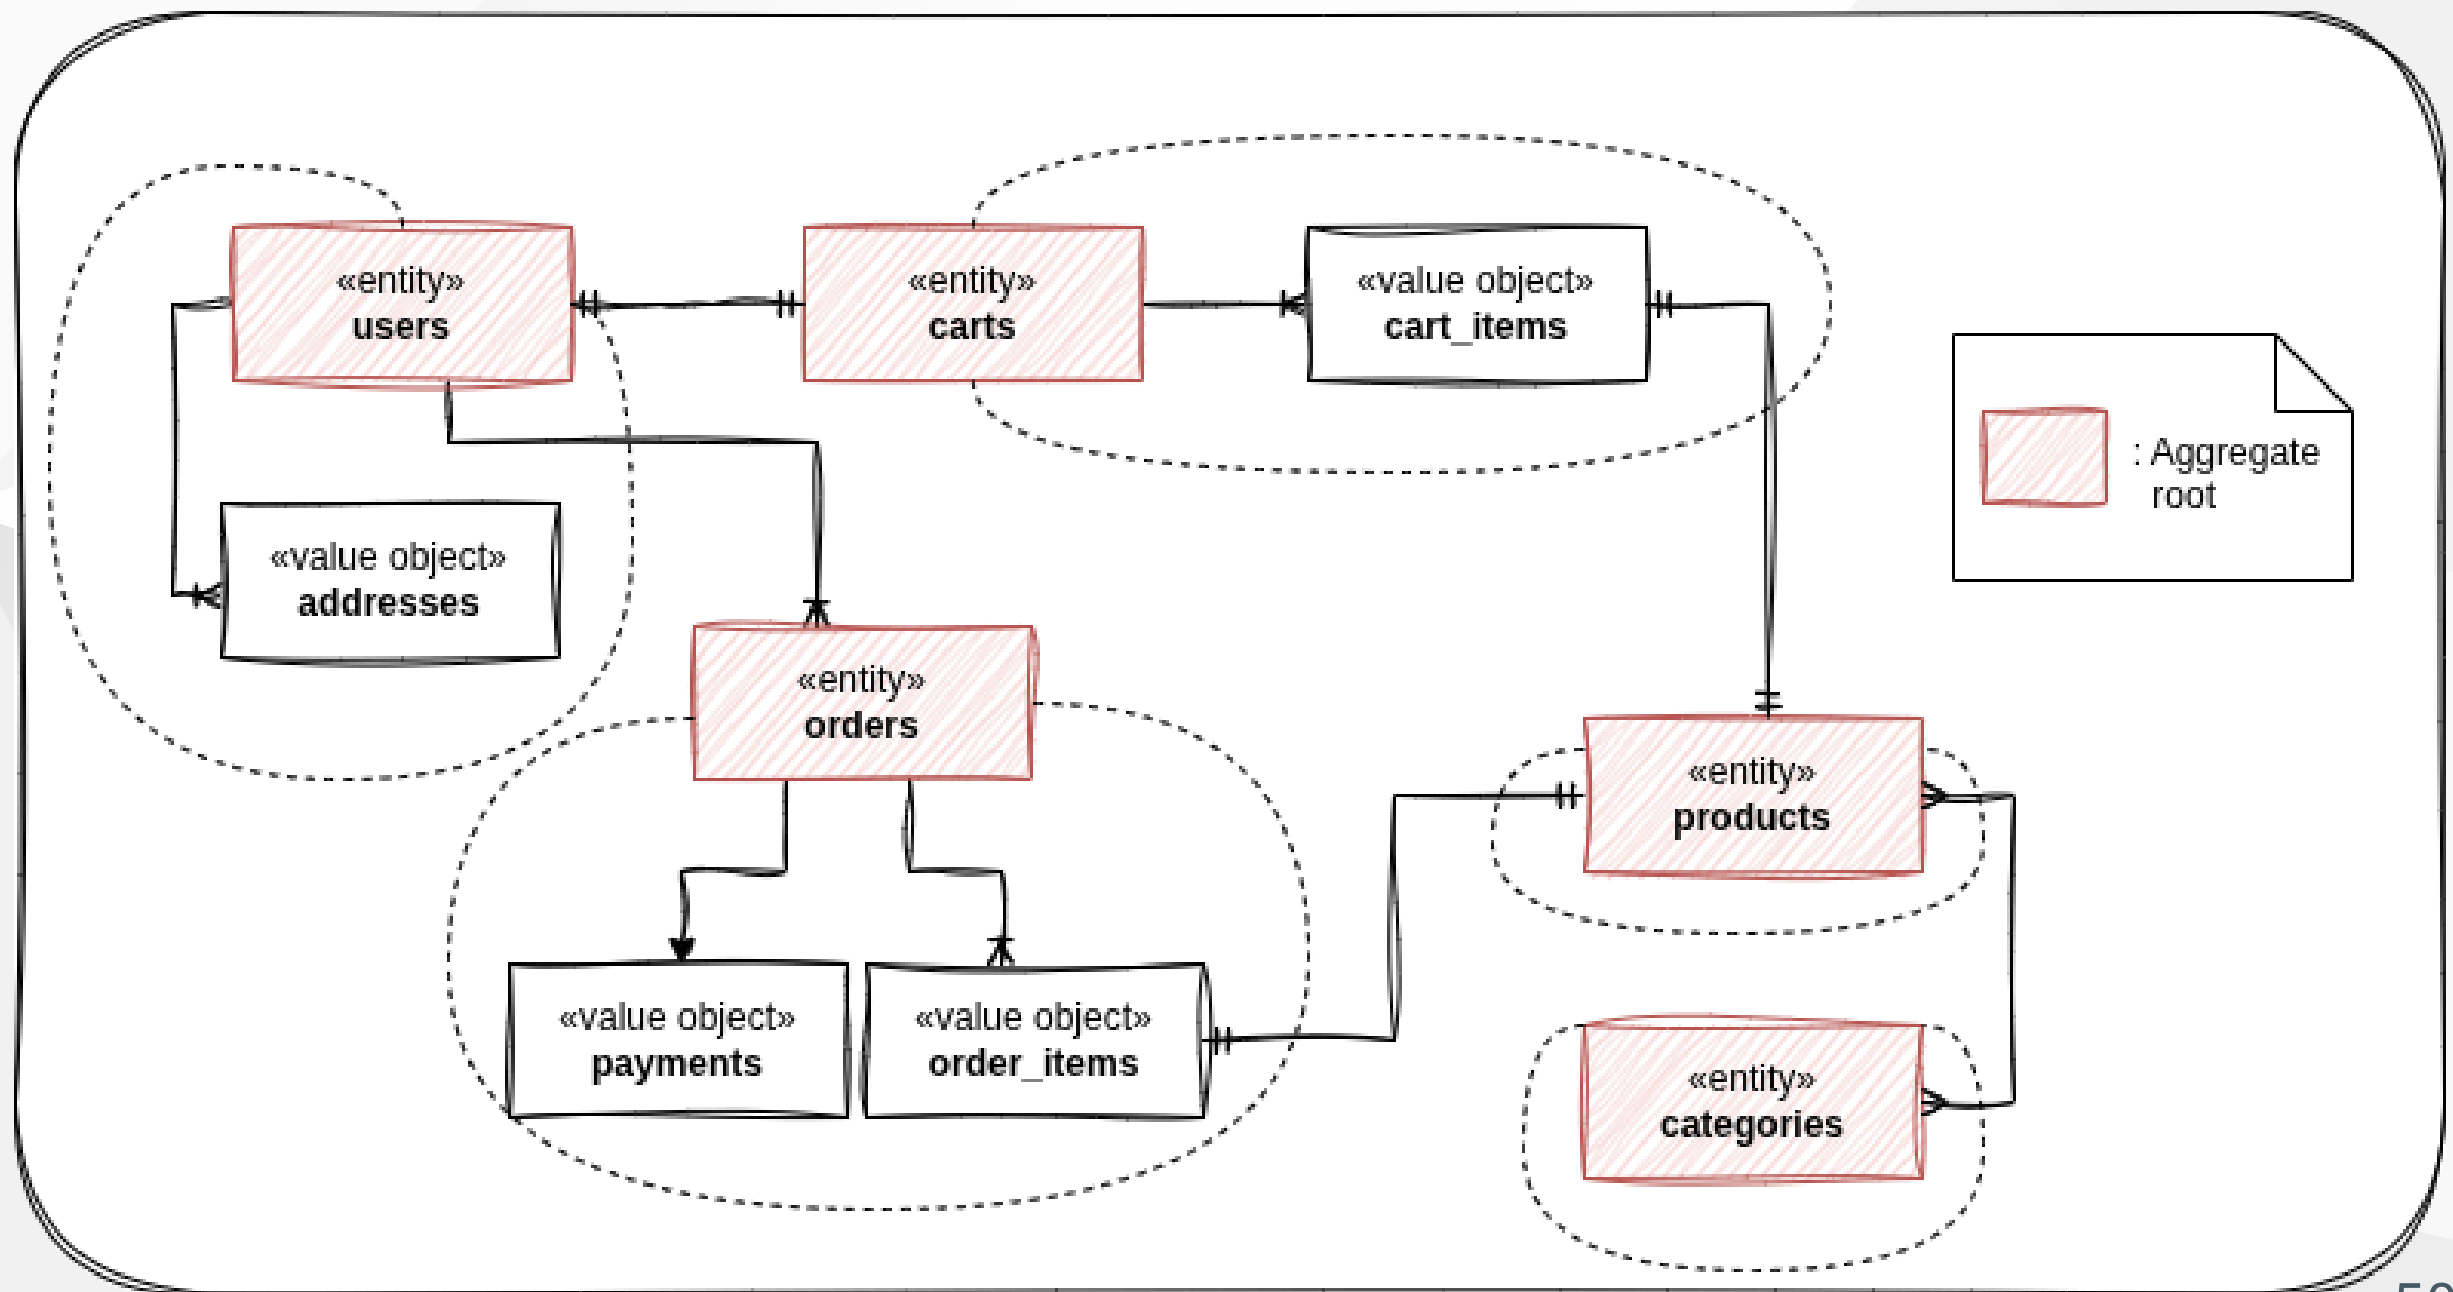 «entity»
users
«entity»
carts
«value object»
cart_items
: Aggregate
root
«value object»
addresses
«entity»
orders
«entity»
products
«value object»
payments
«value object»
order_items
«entity»
categories